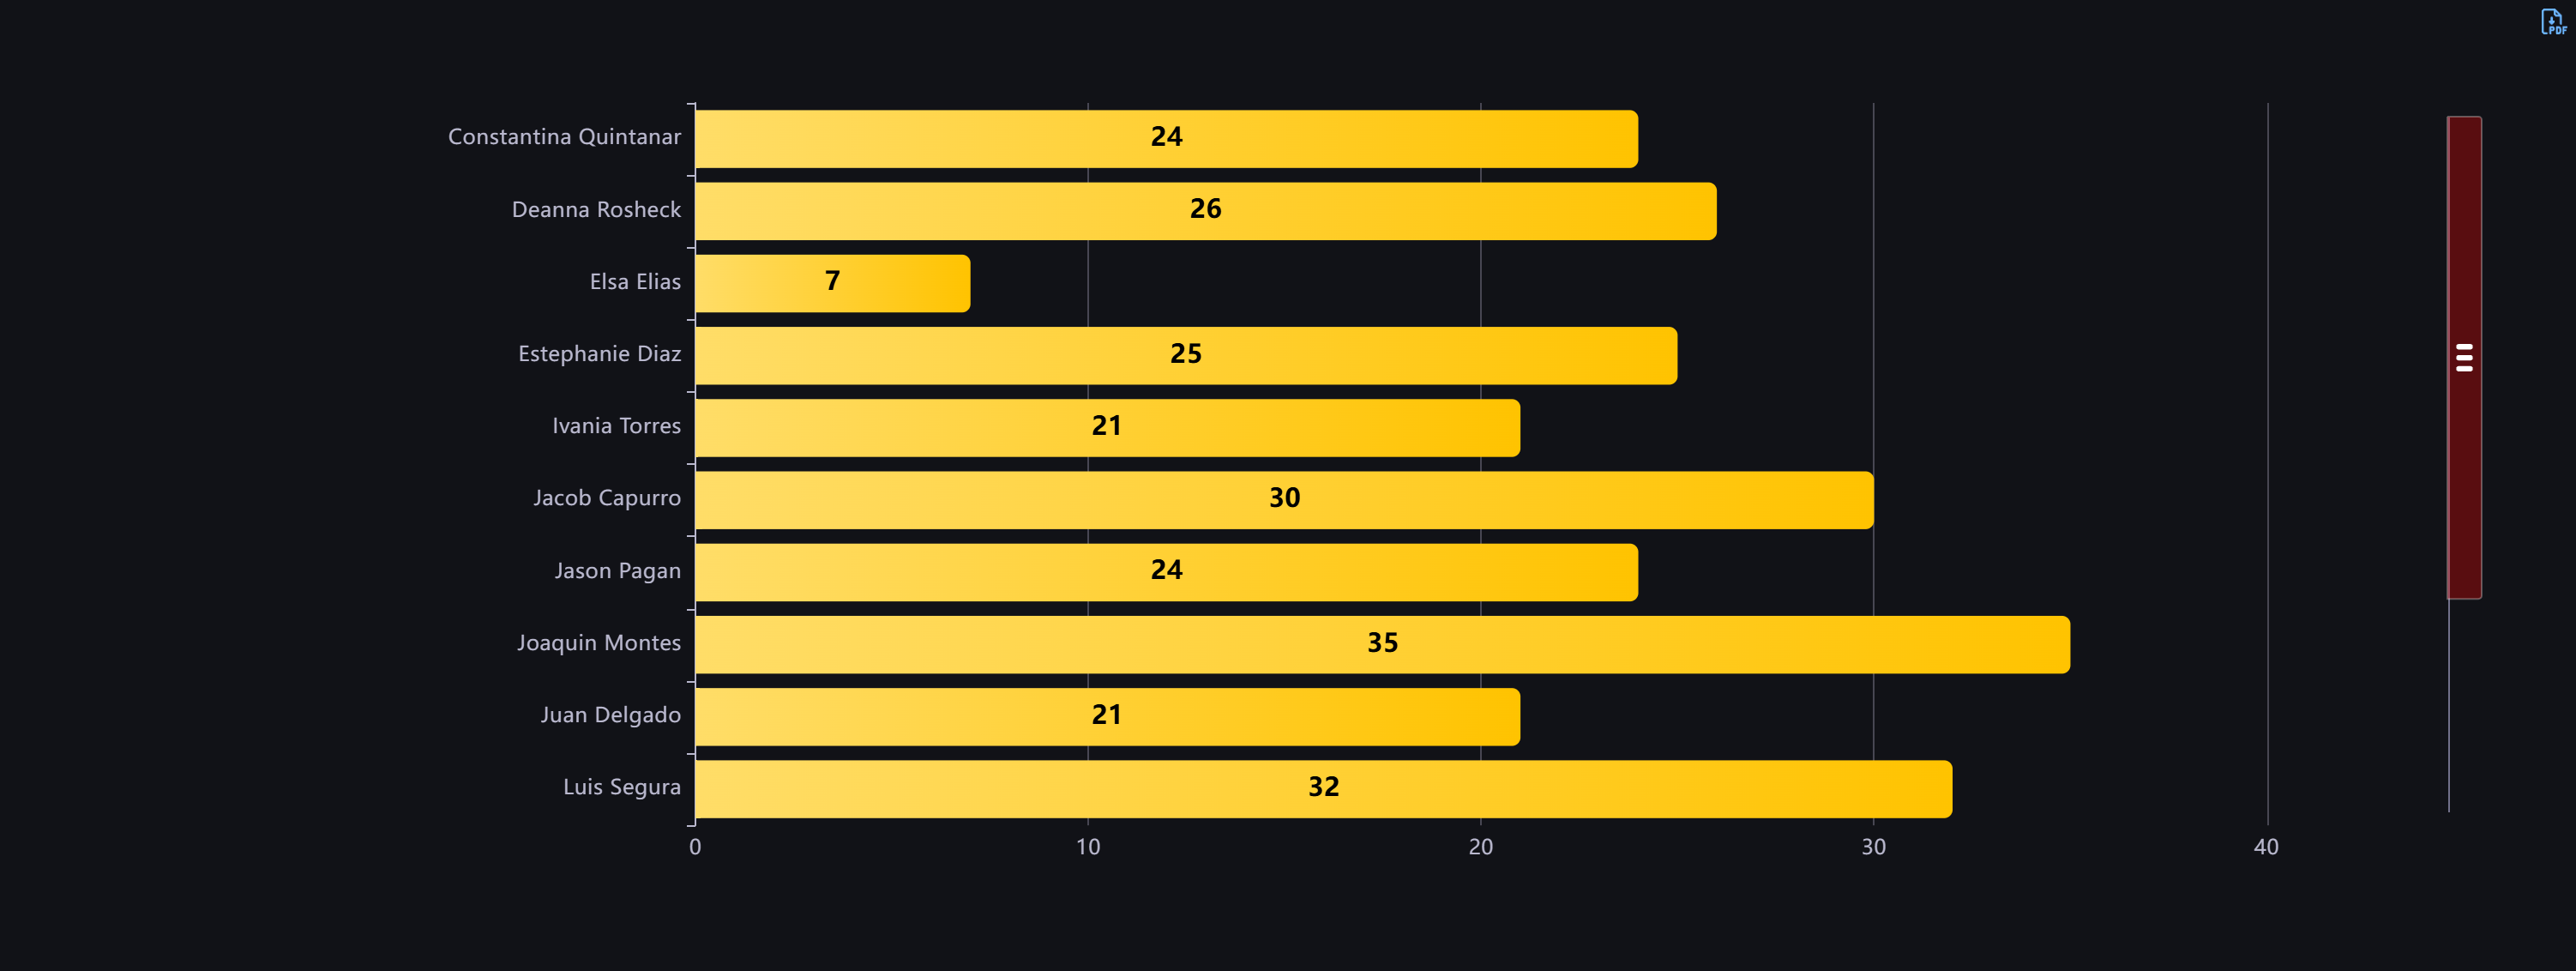 PDF
Constantina Quintanar 24
Deanna Rosheck 26
Elsa Elias 7
Estephanie Diaz 25
Ivania Torres 21
Jacob Capurro 30
Jason Pagan 24
Joaquin Montes 35
Juan Delgado 21
Luis Segura 32
0 10 20 30 40